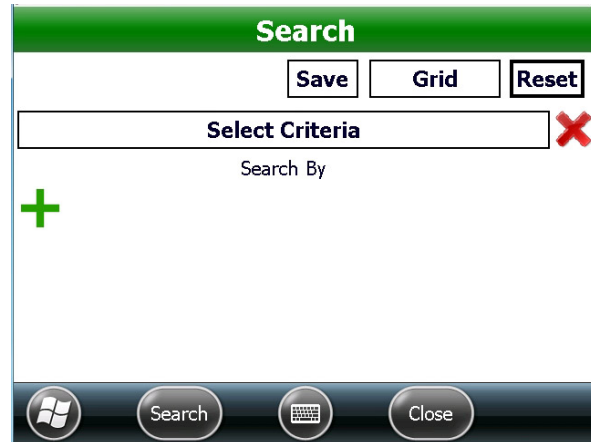 Search
Save Grid Reset
Select Criteria
Search By
Search Close